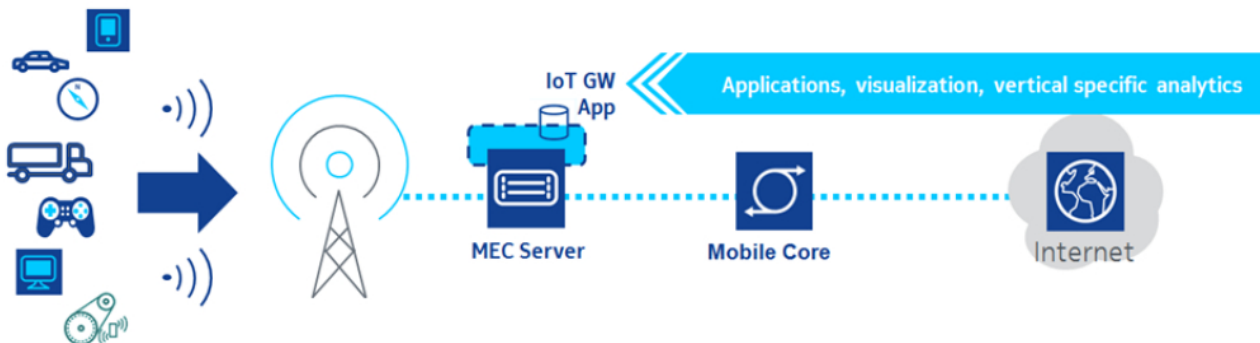 IoT GW
App
Applications, visualization, vertical specific analytics
MEC Server
Mobile Core
Internet